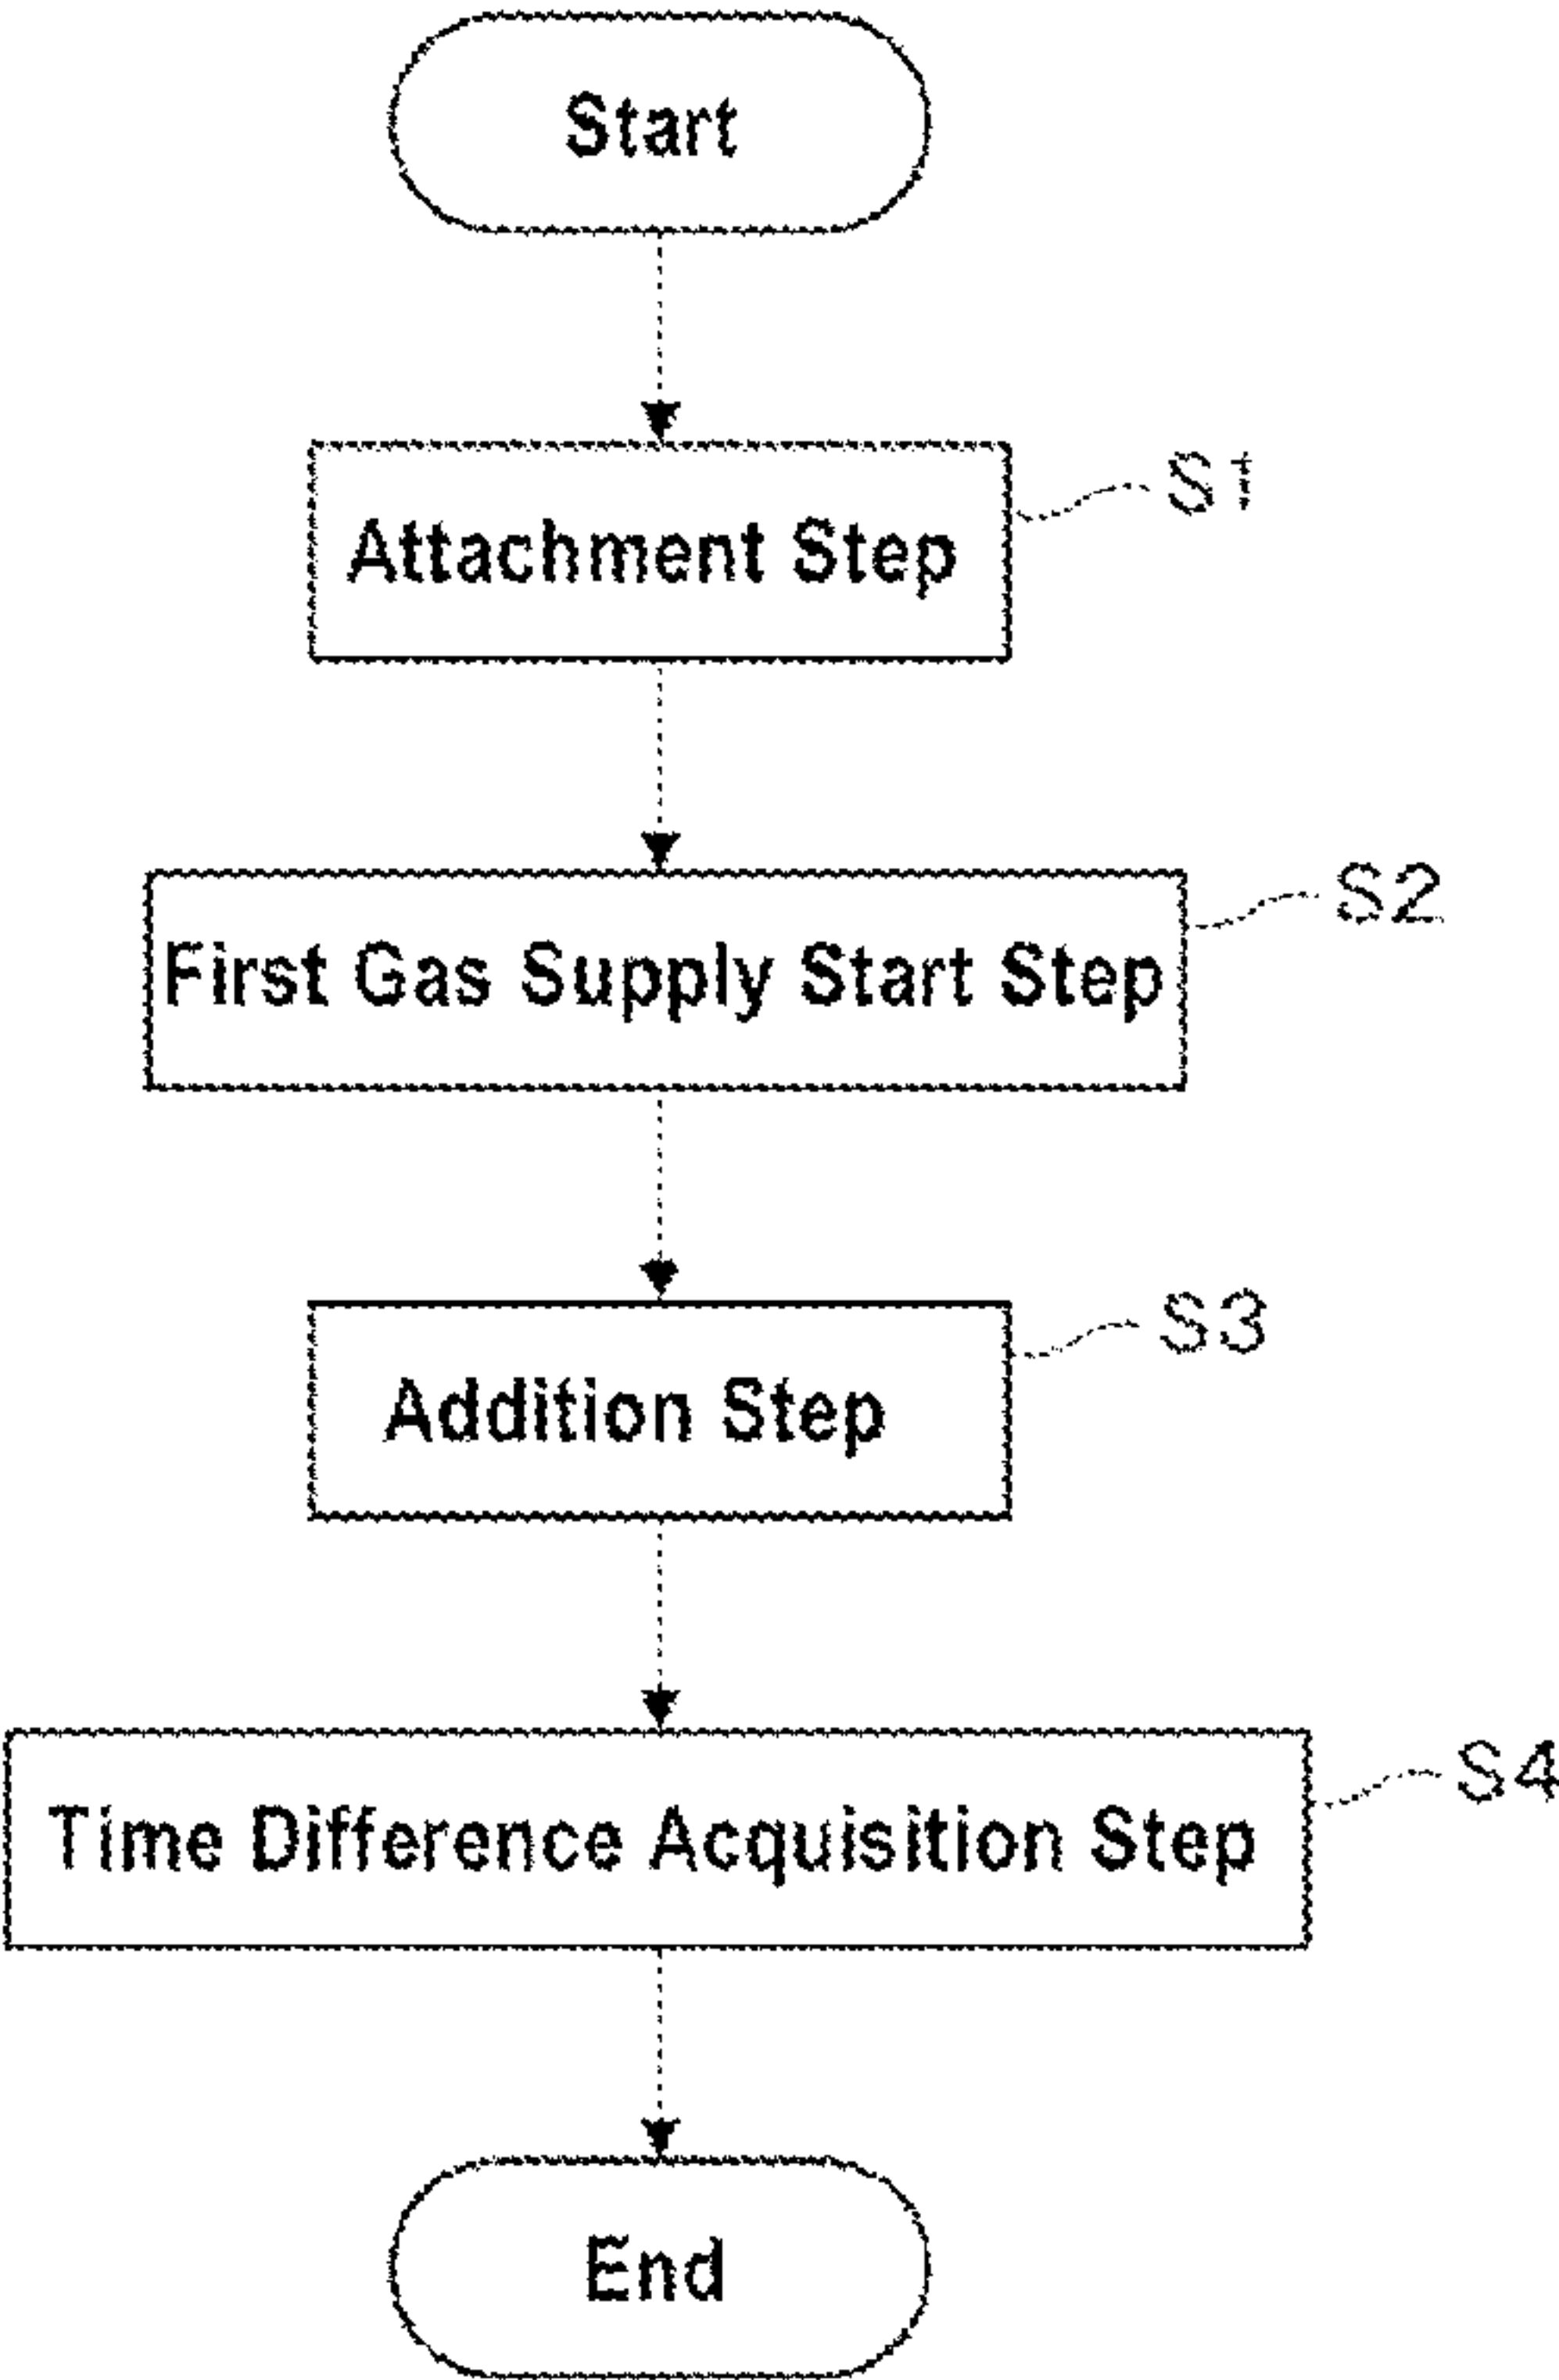 Start
Attachment Step
S1
First Gas Supply Start Step
S2
Addition Step
S3
Time Difference Acquisition Step
S4
End